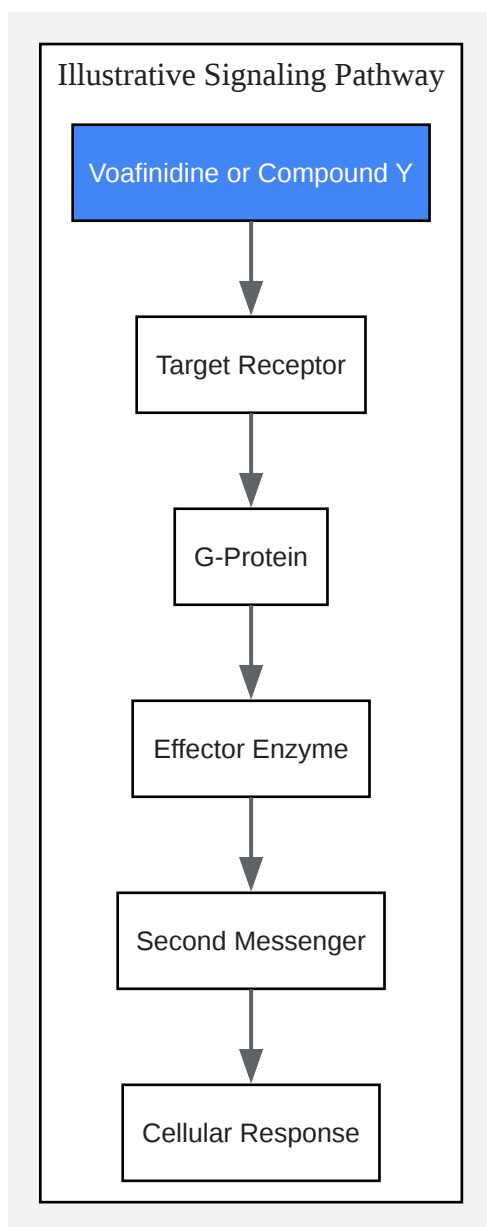 Illustrative Signaling Pathway
Voafinidine or Compound Y
Target Receptor
G-Protein
Effector Enzyme
Second Messenger
Cellular Response